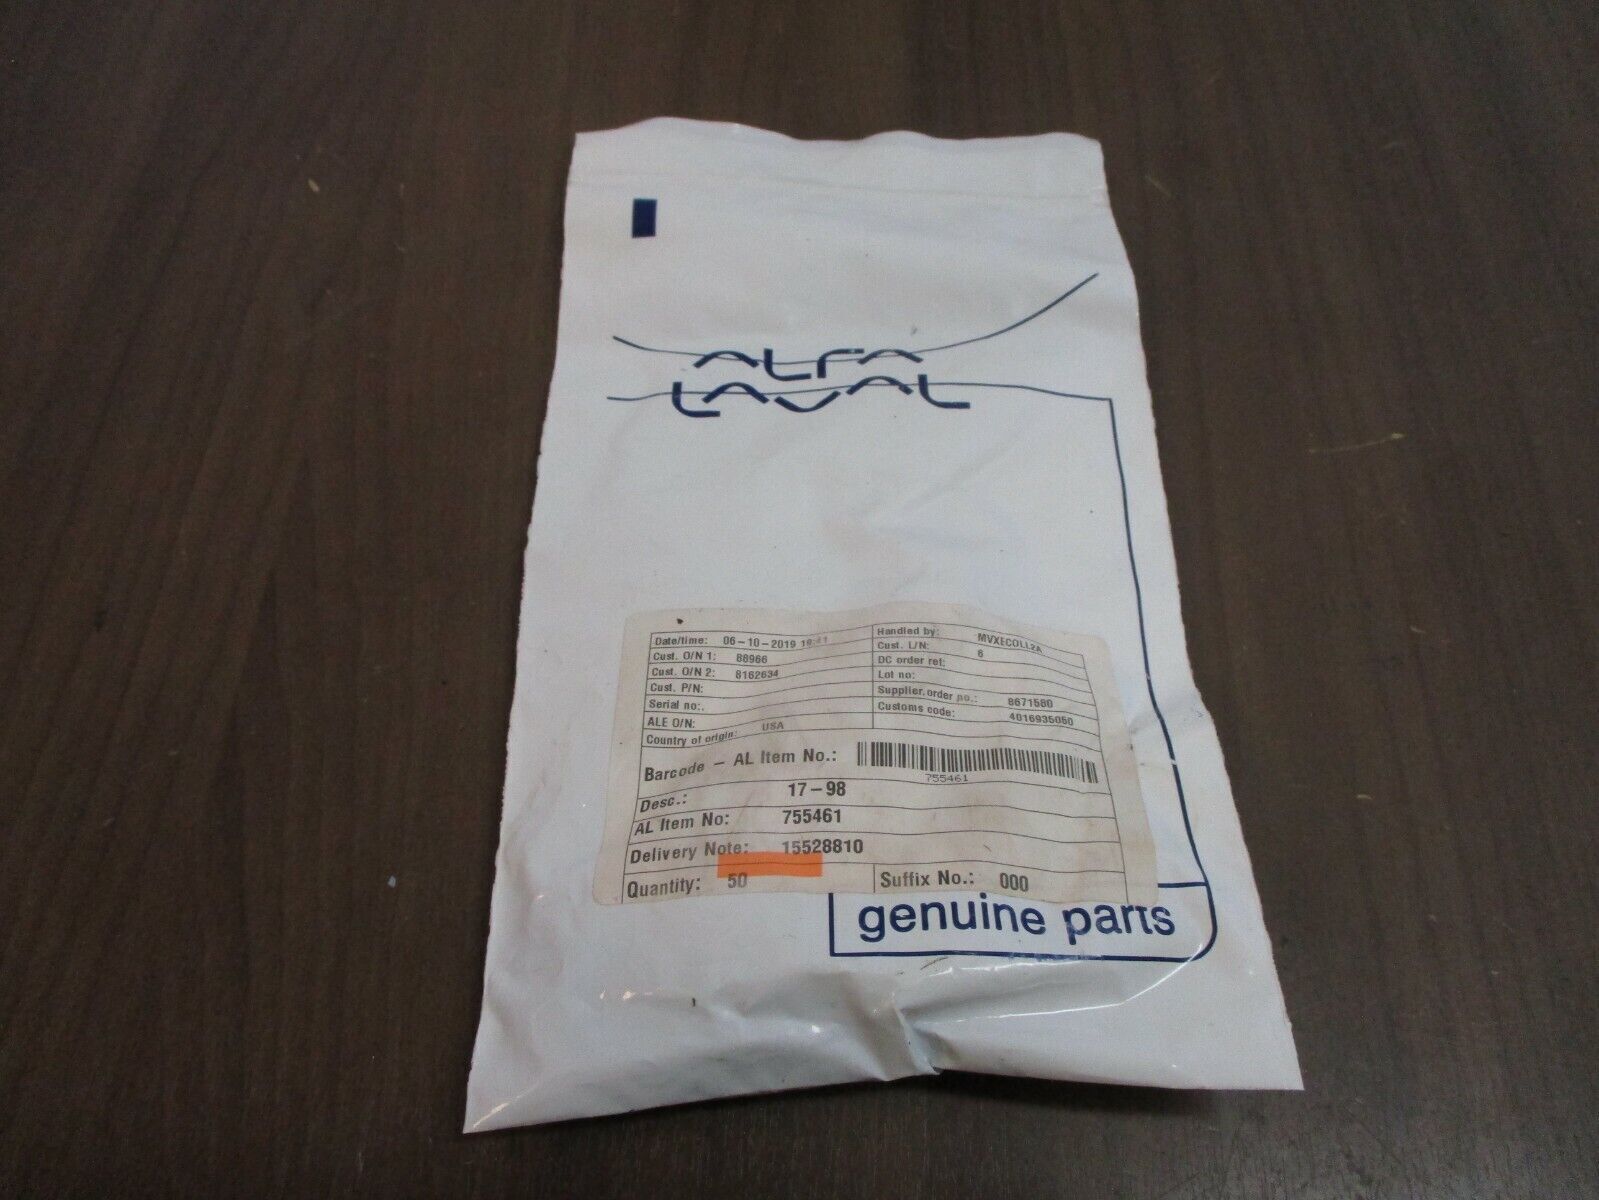 ALFA
LAVAL
Date/time: 06-10-2019 Handled by: MVXECOLL2A
Cust. O/N 1: 88966 Cust. L/N: 6
Cust. O/N 2: 8162634 DC order ref:
Cust. P/N: Lot no:
Serial no:. Supplier.order no.: 8671580
ALE O/N: Customs code: 4016935050
Country of origin: USA
Barcode - AL Item No.:
755461
Desc.: 17-98
AL Item No: 755461
Delivery Note: 15528810
Quantity: 50 Suffix No.: 000
genuine parts